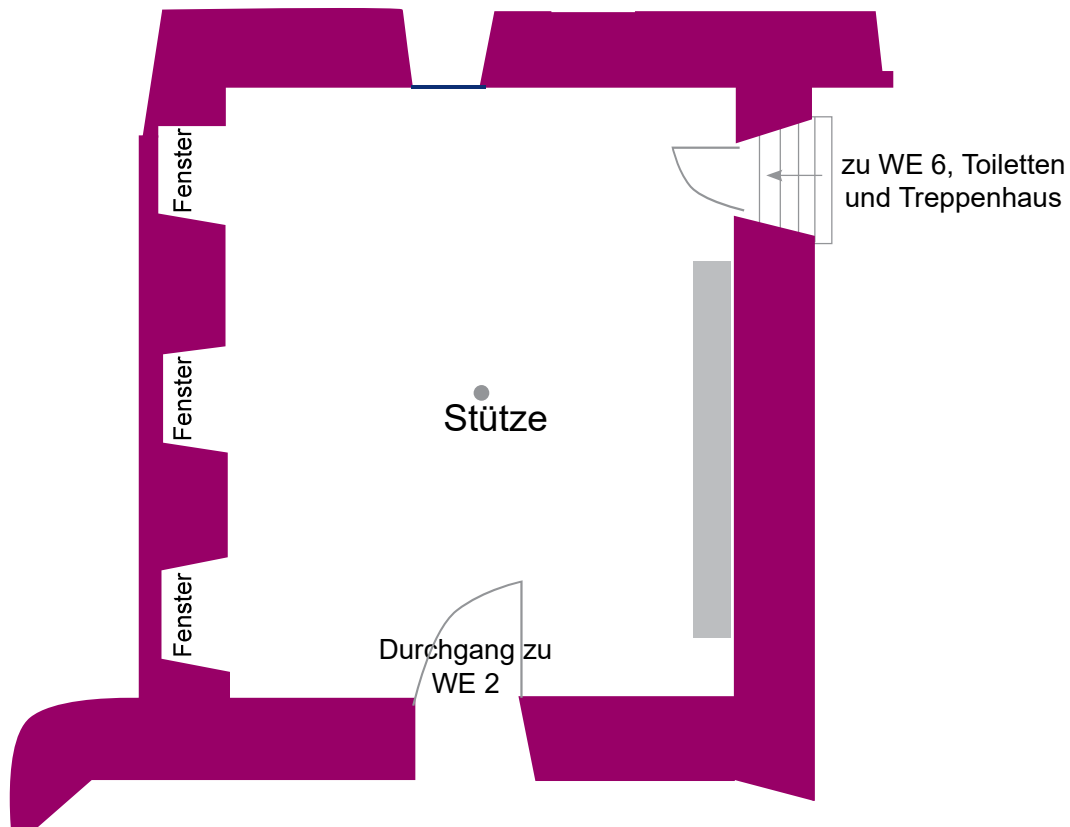 Fenster
zu WE 6, Toiletten
und Treppenhaus
Fenster
Stütze
Fenster
Durchgang zu
WE 2